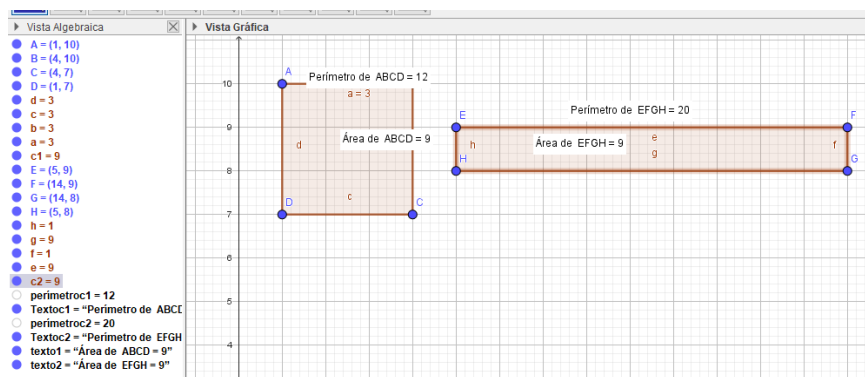 Vista Algebraica
A = (1, 10)
B = (4, 10)
C = (4, 7)
D = (1, 7)
d = 3
c = 3
b = 3
a = 3
c1 = 9
E = (5, 9)
F = (14, 9)
G = (14, 8)
H = (5, 8)
h = 1
g = 9
f = 1
e = 9
c2 = 9
perímetroc1 = 12
Textoc1 = “Perímetro de ABCD
perímetroc2 = 20
Textoc2 = “Perímetro de EFGH
texto1 = “Área de ABCD = 9”
texto2 = “Área de EFGH = 9”
Vista Gráfica
A
Perímetro de ABCD = 12
10
a = 3
Perímetro de EFGH = 20
E
F
9
d
Área de ABCD = 9
h
Área de EFGH = 9
e
g
f
H
G
8
c
D
C
7
6
5
4